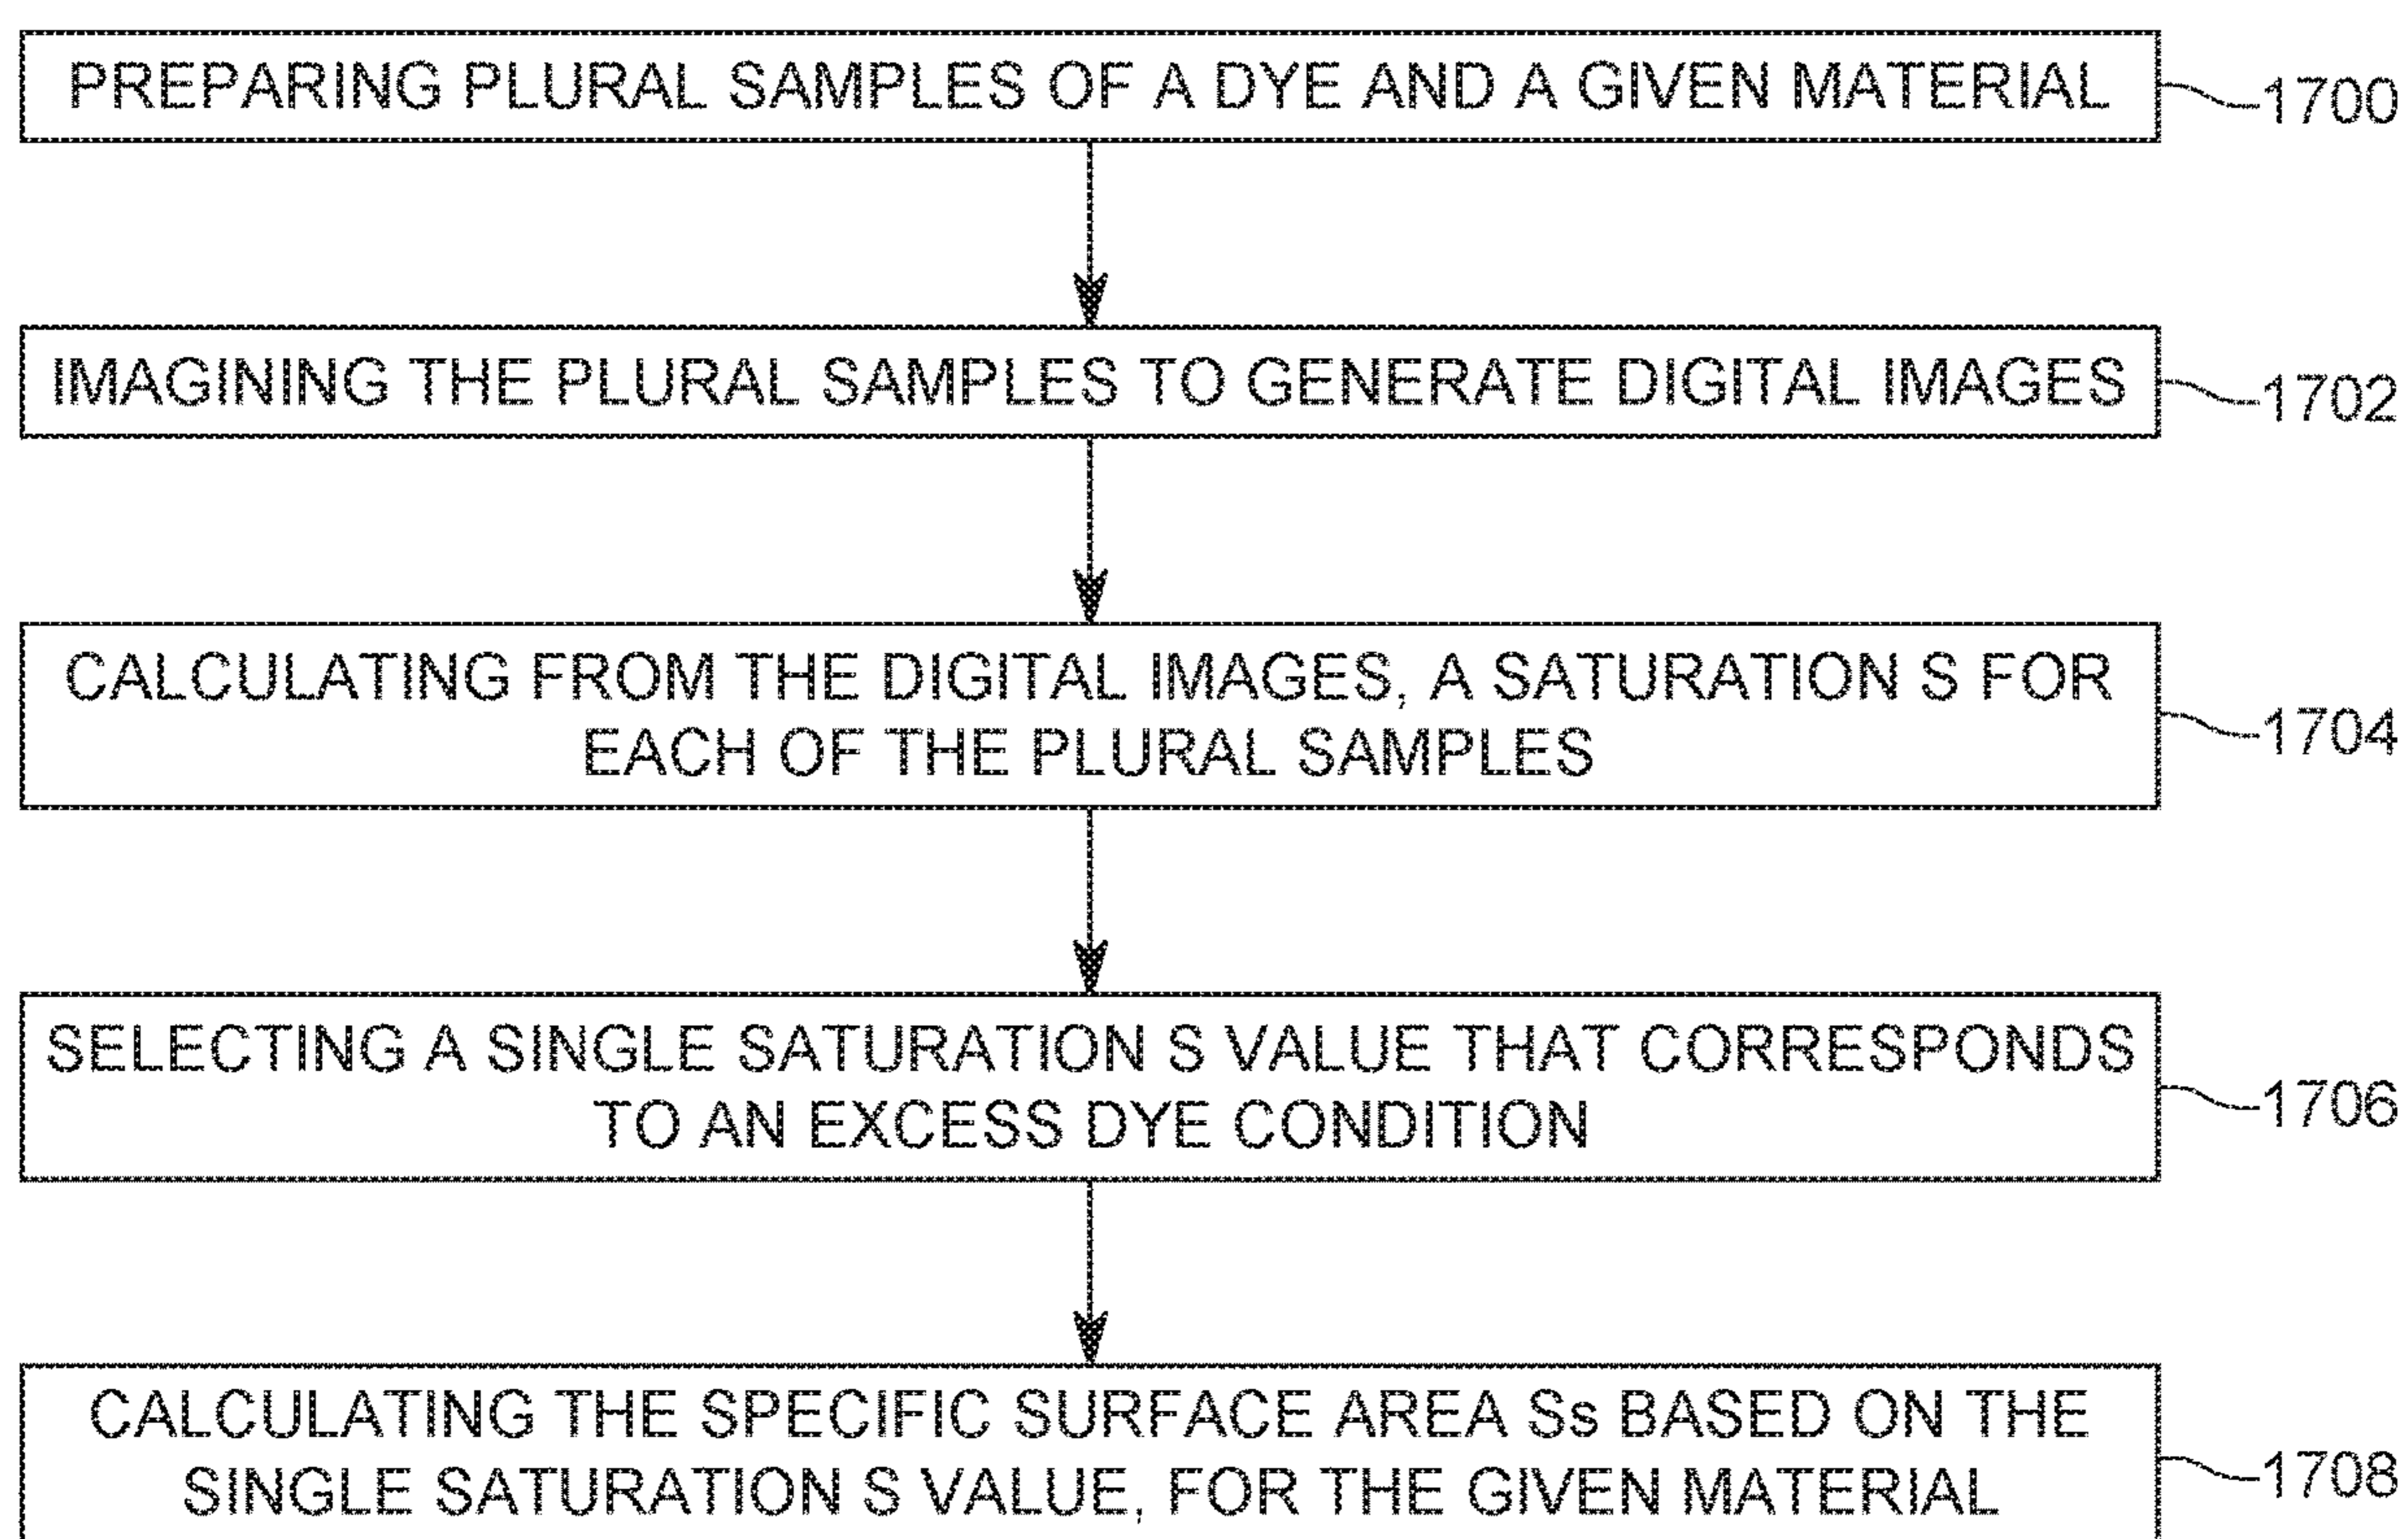 PREPARING PLURAL SAMPLES OF A DYE AND A GIVEN MATERIAL
1700
IMAGINING THE PLURAL SAMPLES TO GENERATE DIGITAL IMAGES
1702
CALCULATING FROM THE DIGITAL IMAGES, A SATURATION S FOR
EACH OF THE PLURAL SAMPLES
1704
SELECTING A SINGLE SATURATION S VALUE THAT CORRESPONDS
TO AN EXCESS DYE CONDITION
1706
CALCULATING THE SPECIFIC SURFACE AREA Ss BASED ON THE
SINGLE SATURATION S VALUE, FOR THE GIVEN MATERIAL
1708